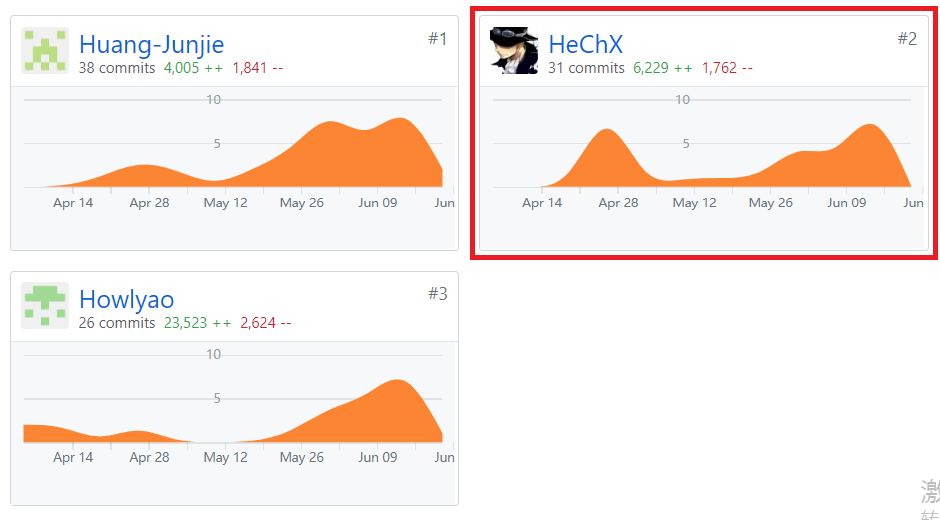 Huang-Junjie #1
38 commits 4,005 ++ 1,841 --
10
5
Apr 14 Apr 28 May 12 May 26 Jun 09 Jun
HeChX #2
31 commits 6,229 ++ 1,762 --
10
5
Apr 14 Apr 28 May 12 May 26 Jun 09 Jun
Howlyao #3
26 commits 23,523 ++ 2,624 --
10
5
Apr 14 Apr 28 May 12 May 26 Jun 09 Jun
激
转